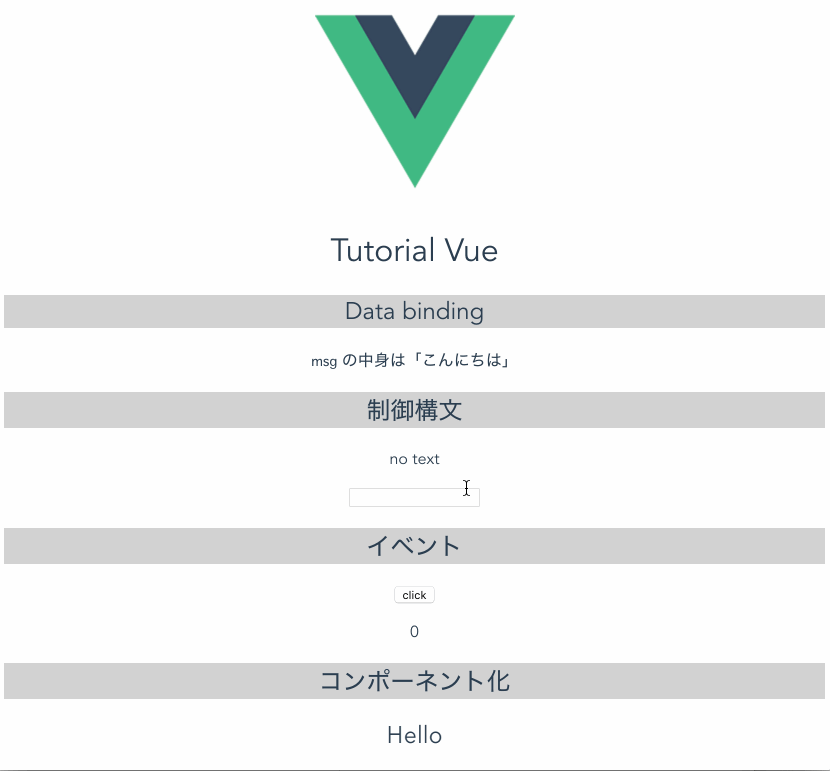 Tutorial Vue
Data binding
msg の中身は「こんにちは」
制御構文
no text
イベント
click
0
コンポーネント化
Hello